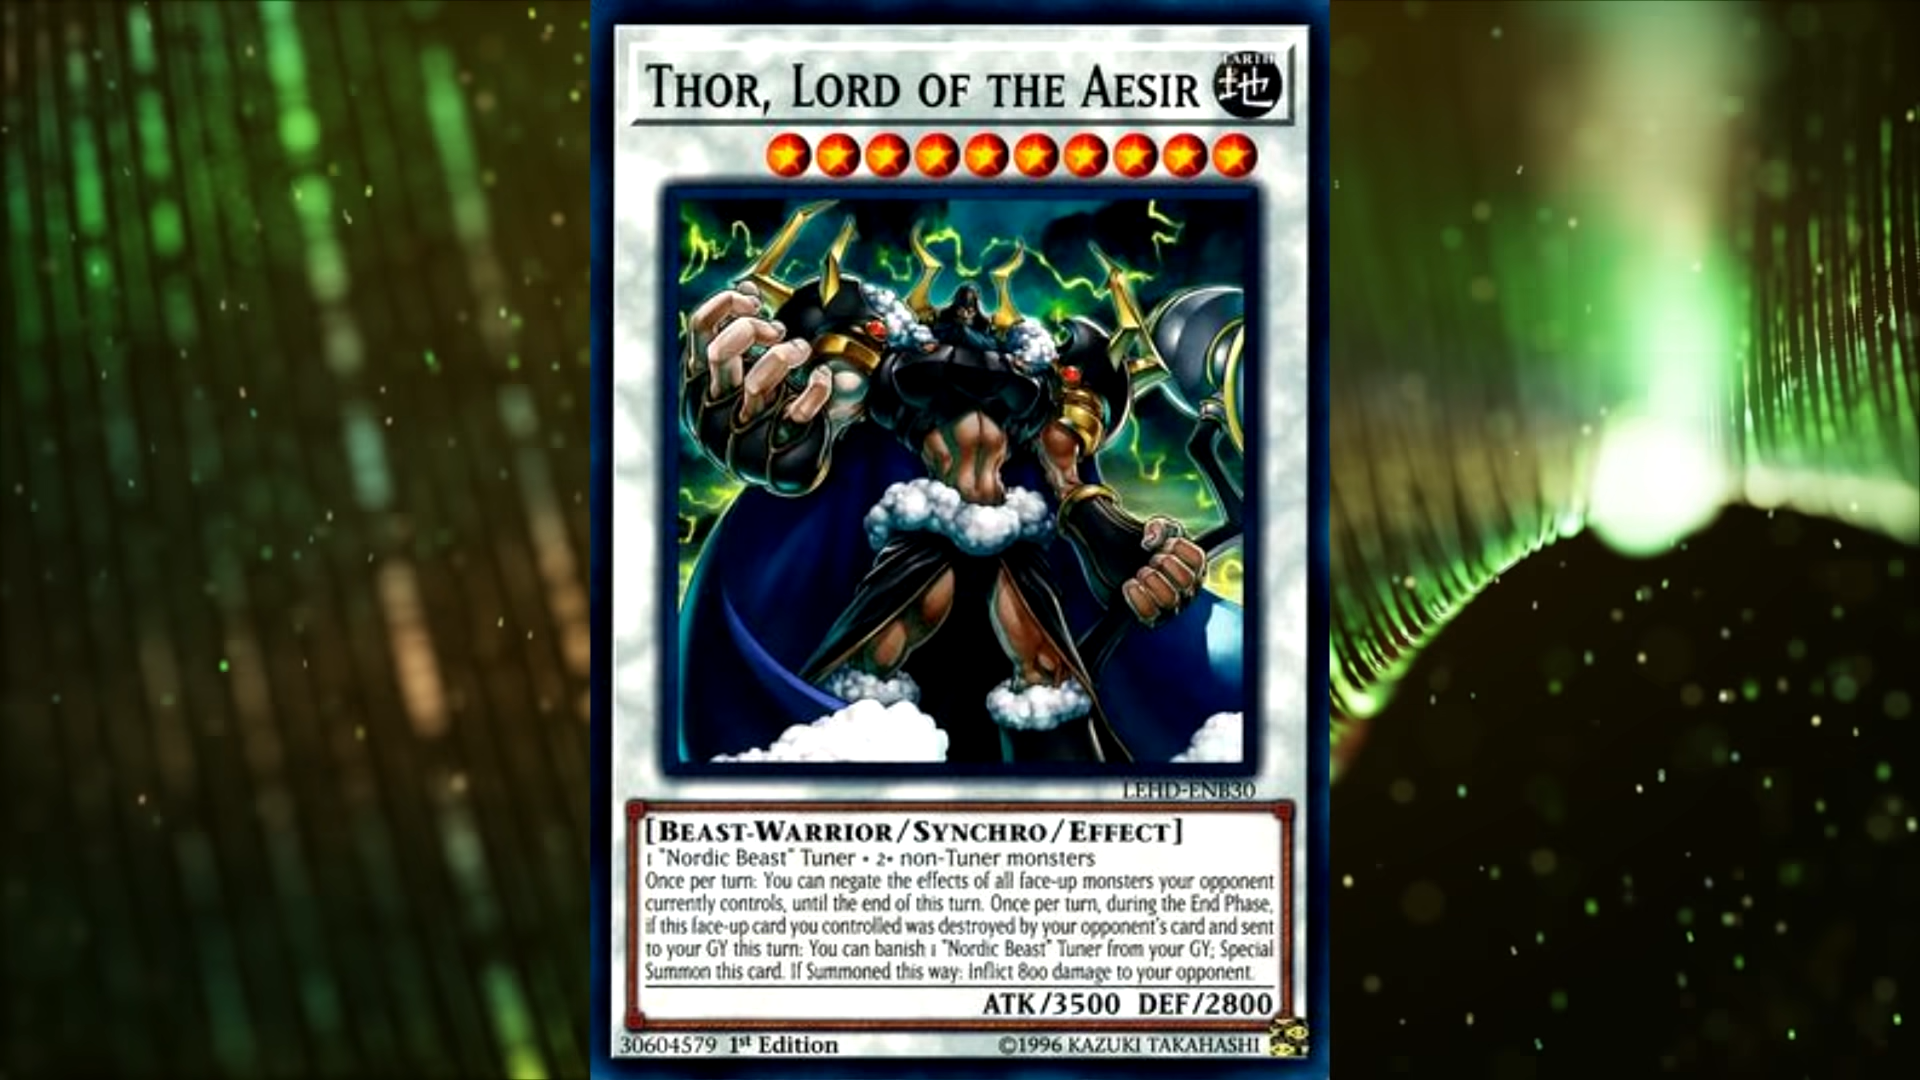 THOR, LORD OF THE AESIR
EARTH
地
LEHD-ENB30
[BEAST-WARRIOR/SYNCHRO/EFFECT]
1 "Nordic Beast" Tuner + 2+ non-Tuner monsters
Once per turn: You can negate the effects of all face-up monsters your opponent
currently controls, until the end of this turn. Once per turn, during the End Phase,
if this face-up card you controlled was destroyed by your opponent's card and sent
to your GY this turn: You can banish 1 "Nordic Beast" Tuner from your GY; Special
Summon this card. If Summoned this way: Inflict 800 damage to your opponent.
ATK/3500 DEF/2800
30604579 1st Edition ©1996 KAZUKI TAKAHASHI